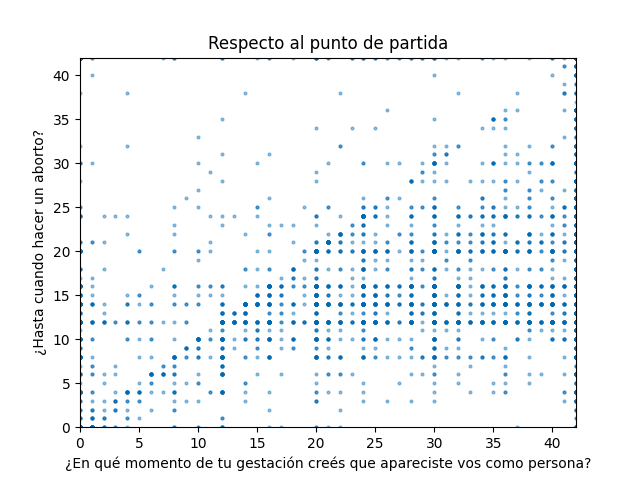 Respecto al punto de partida
40
35
30
25
20
15
10
5
0
¿Hasta cuando hacer un aborto?
0 5 10 15 20 25 30 35 40
¿En qué momento de tu gestación creés que apareciste vos como persona?